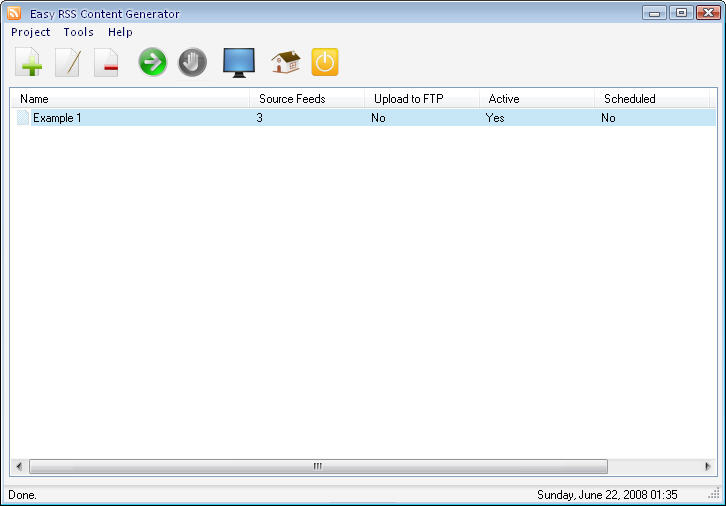 Easy RSS Content Generator
Project Tools Help
Name Source Feeds Upload to FTP Active Scheduled
Example 1 3 No Yes No
Done. Sunday, June 22, 2008 01:35